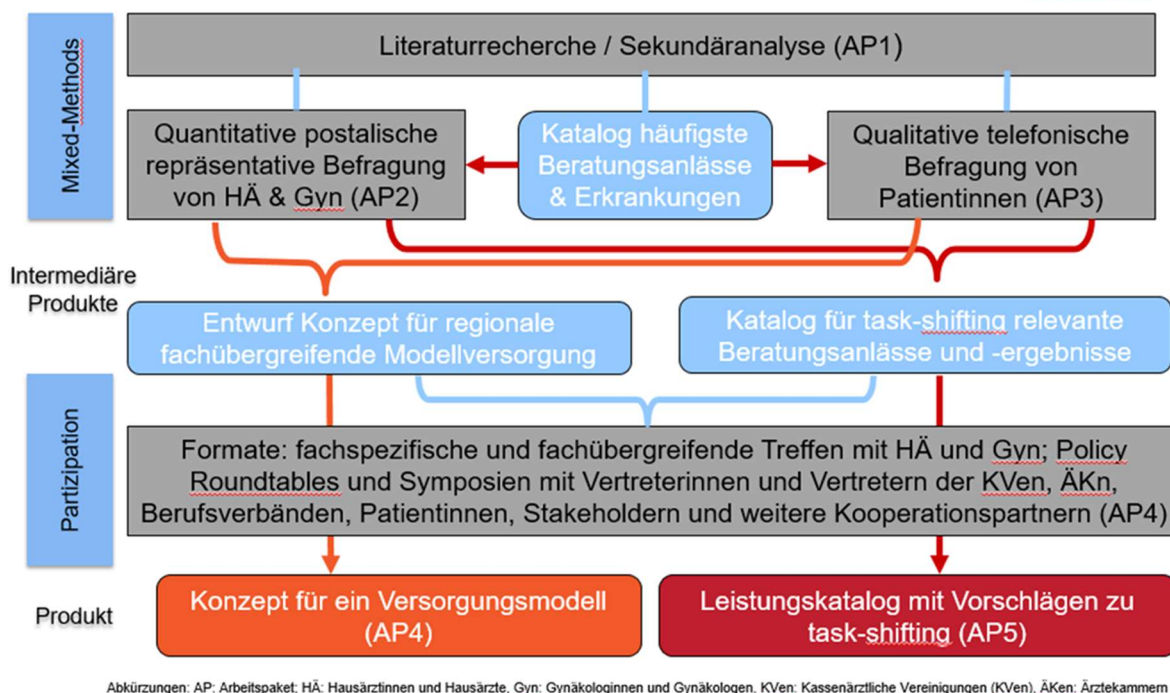 Mixed-Methods
Literaturrecherche / Sekundäranalyse (AP1)
Quantitative postalische
repräsentative Befragung
von HÄ & Gyn (AP2)
Katalog häufigste
Beratungsanlässe
& Erkrankungen
Qualitative telefonische
Befragung von
Patientinnen (AP3)
Intermediäre
Produkte
Entwurf Konzept für regionale
fachübergreifende Modellversorgung
Katalog für task-shifting relevante
Beratungsanlässe und -ergebnisse
Partizipation
Formate: fachspezifische und fachübergreifende Treffen mit HÄ und Gyn; Policy
Roundtables und Symposien mit Vertreterinnen und Vertretern der KVen, ÄKn,
Berufsverbänden, Patientinnen, Stakeholdern und weitere Kooperationspartnern (AP4)
Produkt
Konzept für ein Versorgungsmodell
(AP4)
Leistungskatalog mit Vorschlägen zu
task-shifting (AP5)
Abkürzungen: AP: Arbeitspaket; HÄ: Hausärztinnen und Hausärzte, Gyn: Gynäkologinnen und Gynäkologen, KVen: Kassenärztliche Vereinigungen (KVen), ÄKen: Ärztekammern